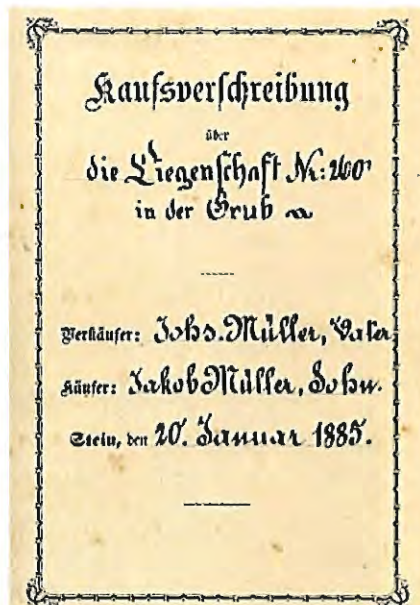 Kaufsverschreibung
über
die Liegenschaft Nr: 260
in der Grub
Verkäufer: Johs. Müller, Vater
Käufer: Jakob Müller, Sohn.
Stein, den 20. Januar 1885.